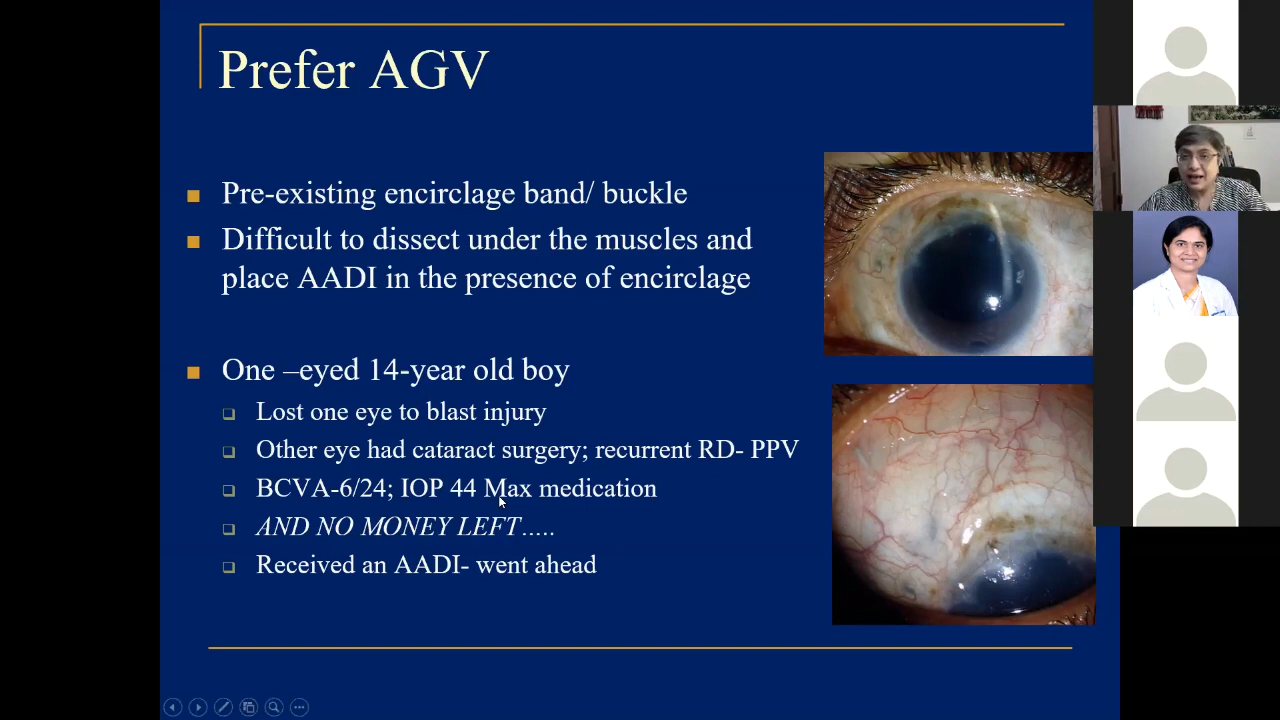 Prefer AGV
Pre-existing encirclage band/ buckle
Difficult to dissect under the muscles and
place AADI in the presence of encirclage
One –eyed 14-year old boy
Lost one eye to blast injury
Other eye had cataract surgery; recurrent RD- PPV
BCVA-6/24; IOP 44 Max medication
AND NO MONEY LEFT…..
Received an AADI- went ahead